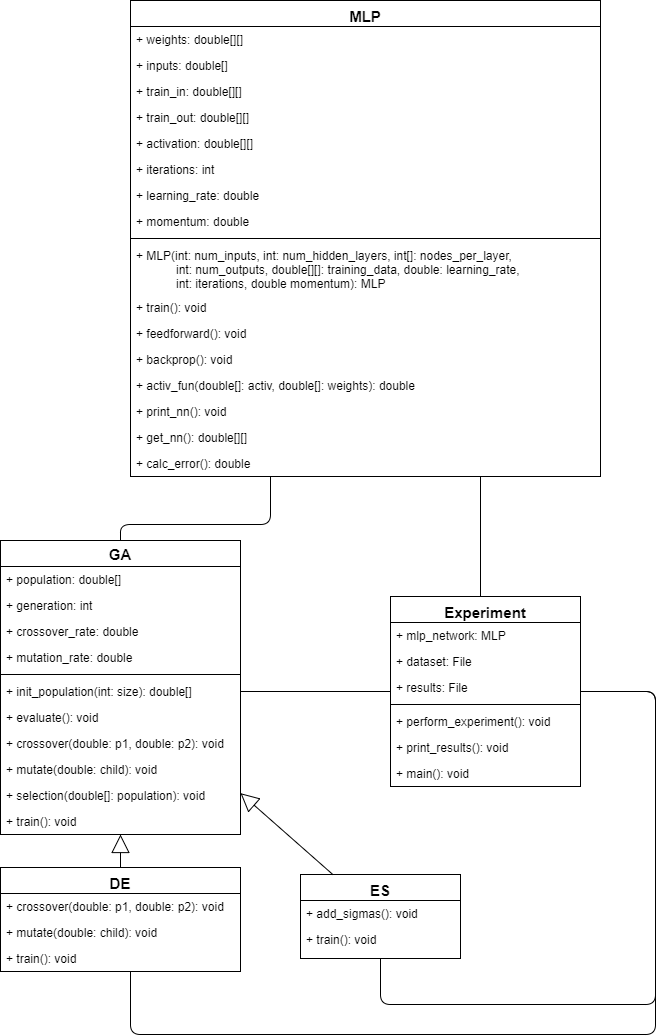 MLP
+ weights: double[][]
+ inputs: double[]
+ train_in: double[][]
+ train_out: double[][]
+ activation: double[][]
+ iterations: int
+ learning_rate: double
+ momentum: double
+ MLP(int: num_inputs, int: num_hidden_layers, int[]: nodes_per_layer,
int: num_outputs, double[][]: training_data, double: learning_rate,
int: iterations, double momentum): MLP
+ train(): void
+ feedforward(): void
+ backprop(): void
+ activ_fun(double[]: activ, double[]: weights): double
+ print_nn(): void
+ get_nn(): double[][]
+ calc_error(): double
GA
+ population: double[]
+ generation: int
+ crossover_rate: double
+ mutation_rate: double
+ init_population(int: size): double[]
+ evaluate(): void
+ crossover(double: p1, double: p2): void
+ mutate(double: child): void
+ selection(double[]: population): void
+ train(): void
Experiment
+ mlp_network: MLP
+ dataset: File
+ results: File
+ perform_experiment(): void
+ print_results(): void
+ main(): void
DE
+ crossover(double: p1, double: p2): void
+ mutate(double: child): void
+ train(): void
ES
+ add_sigmas(): void
+ train(): void